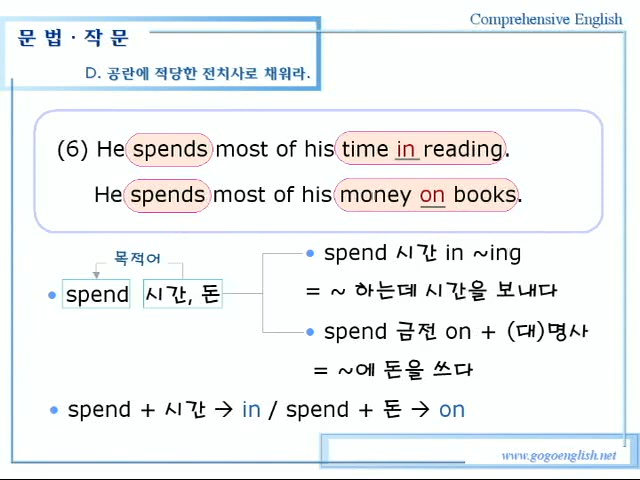 Comprehensive English
문 법 · 작 문
D. 공란에 적당한 전치사로 채워라.
(6) He spends most of his time in reading.
He spends most of his money on books.
목적어
• spend 시간, 돈
• spend 시간 in ~ing
= ~ 하는데 시간을 보내다
• spend 금전 on + (대)명사
= ~에 돈을 쓰다
• spend + 시간 → in / spend + 돈 → on
www.gogoenglish.net